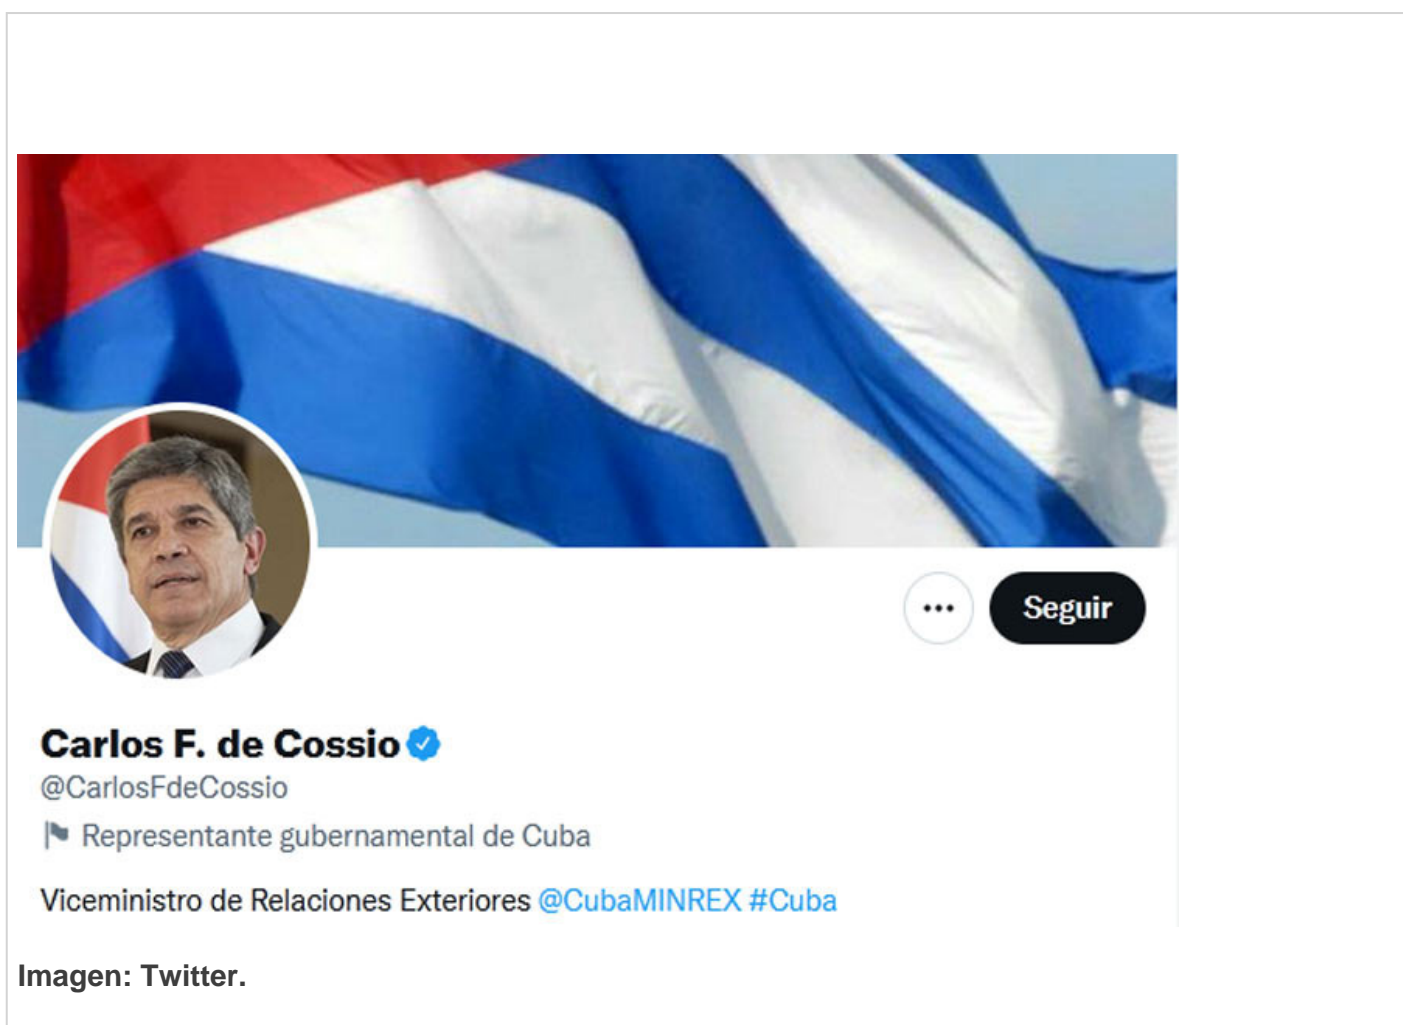 Seguir
Carlos F. de Cossio
@CarlosFdeCossio
Representante gubernamental de Cuba
Viceministro de Relaciones Exteriores @CubaMINREX #Cuba
Imagen: Twitter.